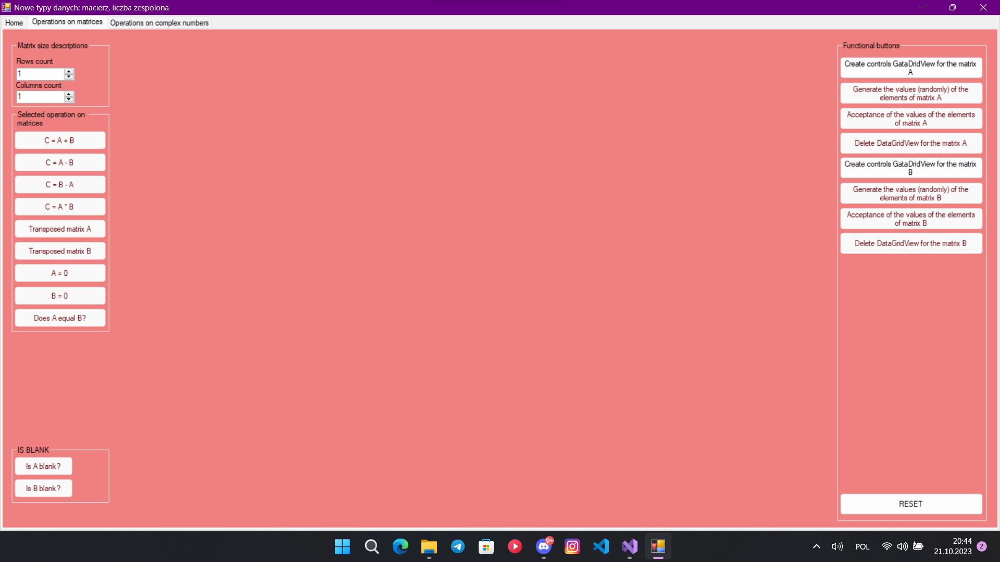 Nowe typy danych: macierz, liczba zespolona
Home
Operations on matrices
Operations on complex numbers
Matrix size descriptions
Rows count
1
Columns count
1
Selected operation on
matrices
C = A + B
C = A - B
C = B - A
C = A * B
Transposed matrix A
Transposed matrix B
A = 0
B = 0
Does A equal B?
IS BLANK
Is A blank?
Is B blank?
Functional buttons
Create controls GataDridView for the matrix
A
Generate the values (randomly) of the
elements of matrix A
Acceptance of the values of the elements
of matrix A
Delete DataGridView for the matrix A
Create controls GataDridView for the matrix
B
Generate the values (randomly) of the
elements of matrix B
Acceptance of the values of the elements
of matrix B
Delete DataGridView for the matrix B
RESET
9+
POL
20:44
21.10.2023
2